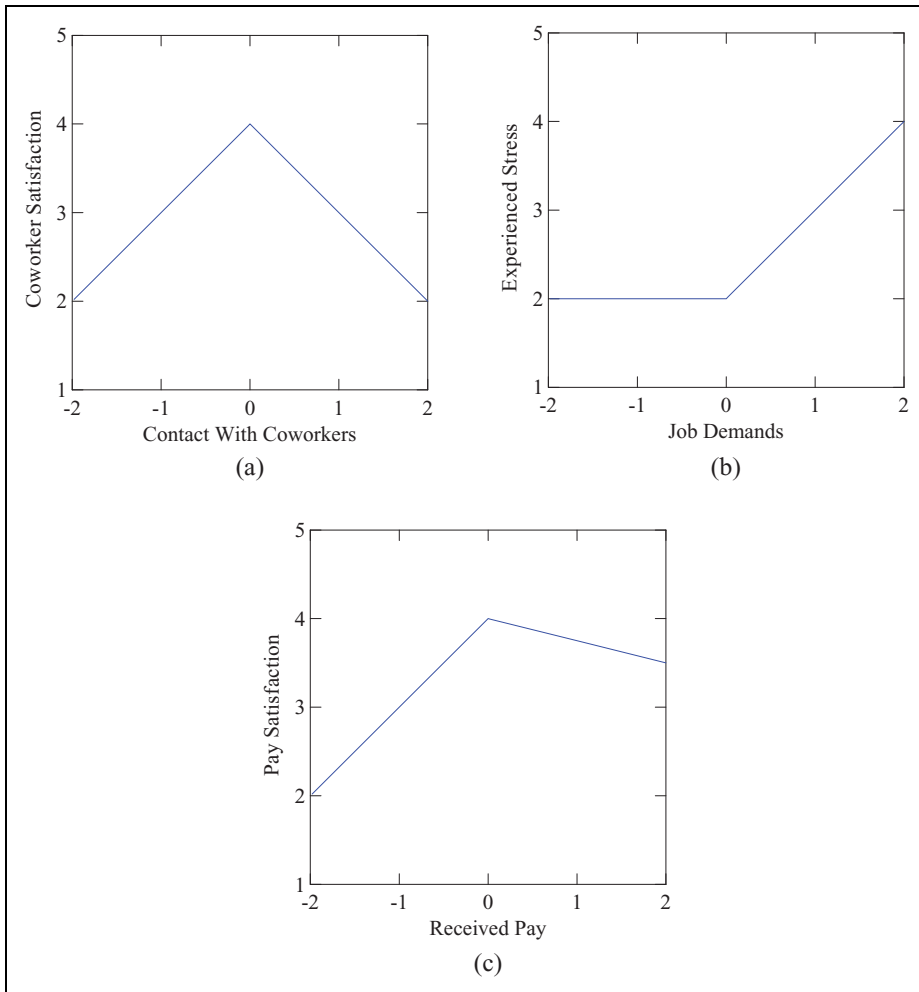 5
4
3
2
1
-2 -1 0 1 2
Coworker Satisfaction
Contact With Coworkers
(a)
5
4
3
2
1
-2 -1 0 1 2
Experienced Stress
Job Demands
(b)
5
4
3
2
1
-2 -1 0 1 2
Pay Satisfaction
Received Pay
(c)